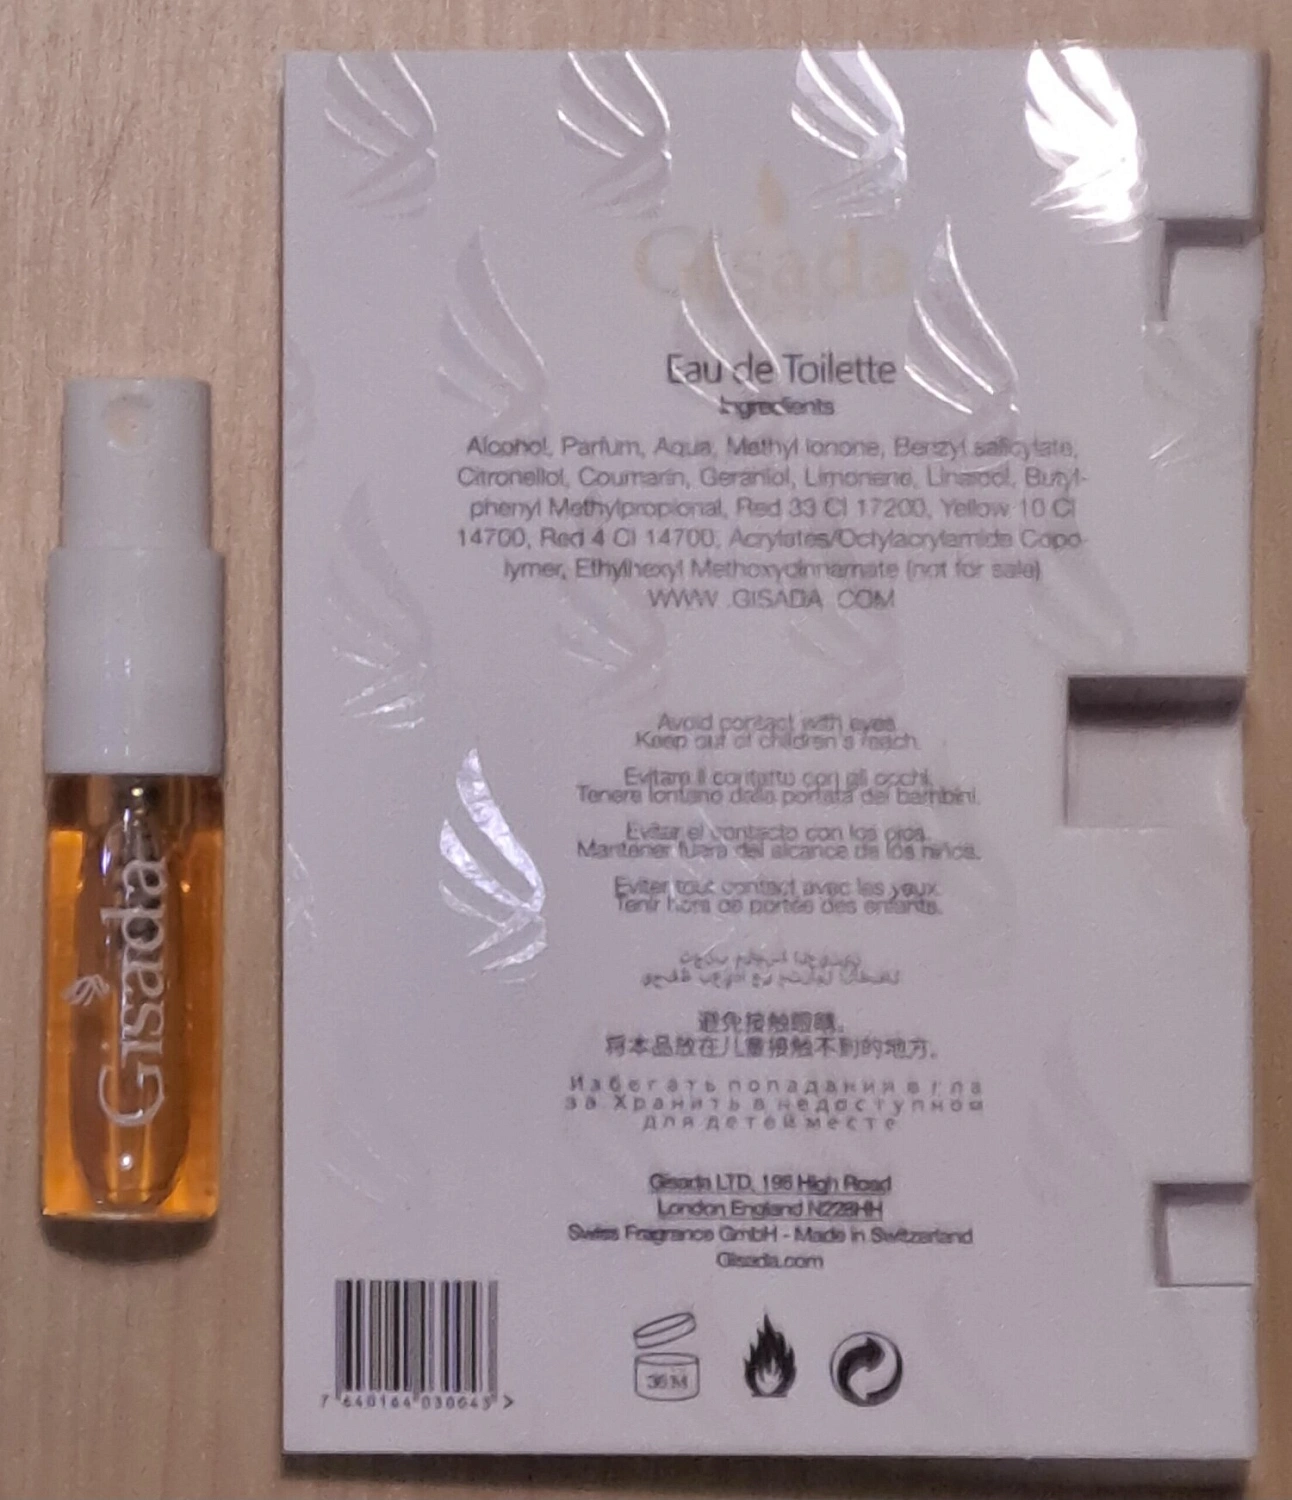 Gisada
Gisada
Eau de Toilette
Ingredients
Alcohol, Parfum, Aqua, Methyl Ionone, Benzyl salicylate,
Citronellol, Coumarin, Geraniol, Limonene, Linalool, Butyl-
phenyl Methylpropional, Red 33 CI 17200, Yellow 10 CI
14700, Red 4 CI 14700, Acrylates/Octylacrylamide Copo-
lymer, Ethylhexyl Methoxycinnamate (not for sale)
WWW .GISADA .COM
Avoid contact with eyes.
Keep out of children's reach.
Evitare il contatto con gli occhi.
Tenere lontano dalla portata dei bambini.
Evitar el contacto con los ojos.
Mantener fuera del alcance de los niños.
Eviter tout contact avec les yeux.
Tenir hors de portée des enfants.
避免接触眼睛。
将本品放在儿童接触不到的地方。
Избегать попадания в гла
за. Хранить в недоступном
для детей месте
Gisada LTD, 196 High Road
London England N228HH
Swiss Fragrance GmbH - Made in Switzerland
Gisada.com
36 M
7 640164 030043 >